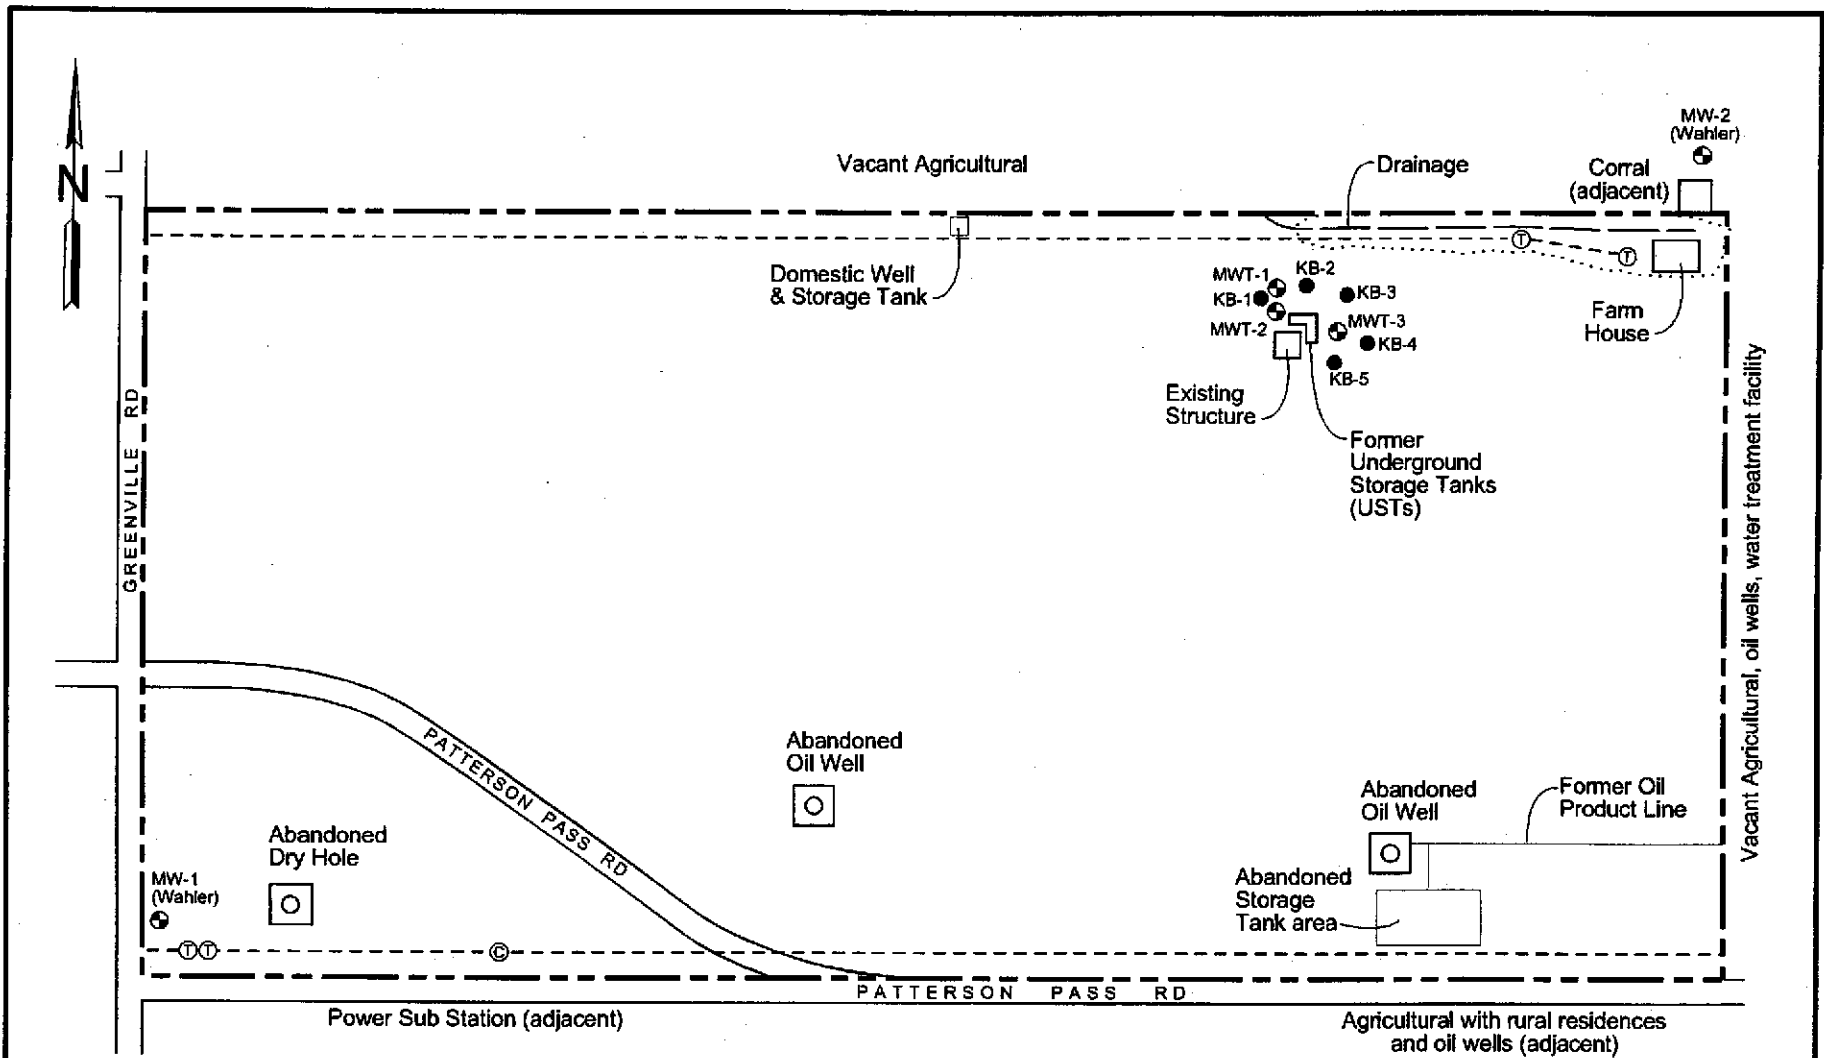 MW-2
(Wahler)
Vacant Agricultural
Drainage
Corral
(adjacent)
N
Domestic Well
& Storage Tank
MWT-1
KB-2
KB-1
KB-3
MWT-2
MWT-3
KB-4
KB-5
T
T
Farm
House
Existing
Structure
Former
Underground
Storage Tanks
(USTs)
GREENVILLE RD
Vacant Agricultural, oil wells, water treatment facility
PATTERSON PASS RD
Abandoned
Oil Well
Abandoned
Oil Well
Former Oil
Product Line
Abandoned
Dry Hole
MW-1
(Wahler)
Abandoned
Storage
Tank area
T T
C
PATTERSON PASS RD
Power Sub Station (adjacent)
Agricultural with rural residences
and oil wells (adjacent)